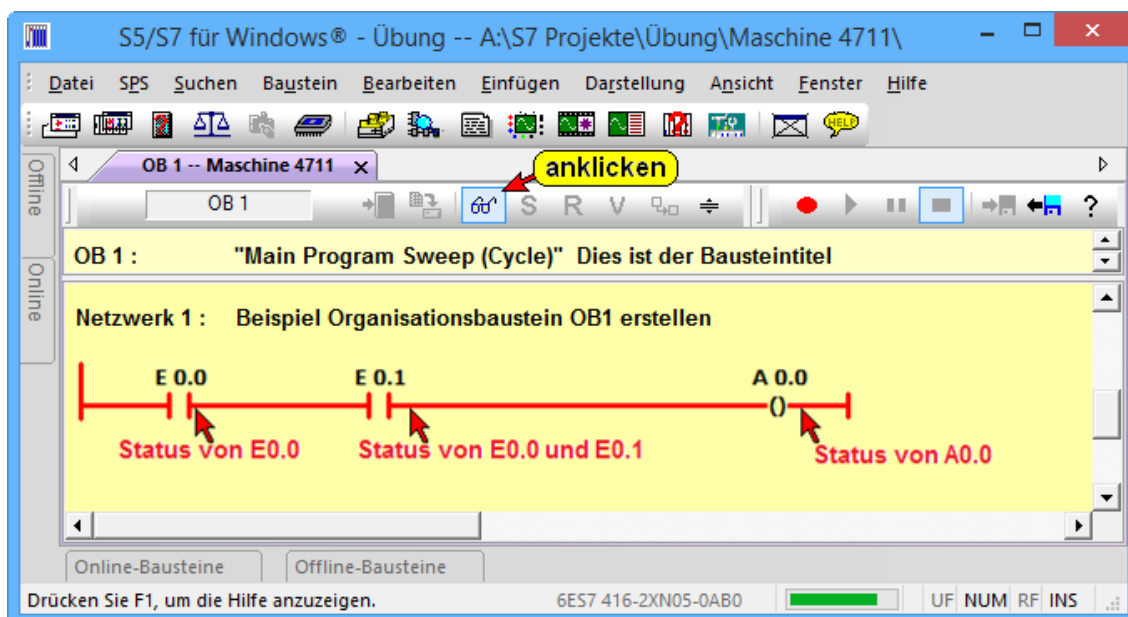 S5/S7 für Windows® - Übung -- A:\S7 Projekte\Übung\Maschine 4711\
Datei SPS Suchen Baustein Bearbeiten Einfügen Darstellung Ansicht Fenster Hilfe
HELP
Offline
Online
OB 1 -- Maschine 4711 x
anklicken
OB 1 S R V ?
OB 1 : "Main Program Sweep (Cycle)" Dies ist der Bausteintitel
Netzwerk 1 : Beispiel Organisationsbaustein OB1 erstellen
E 0.0 E 0.1 A 0.0
Status von E0.0 Status von E0.0 und E0.1 Status von A0.0
Online-Bausteine Offline-Bausteine
Drücken Sie F1, um die Hilfe anzuzeigen. 6ES7 416-2XN05-0AB0 UF NUM RF INS